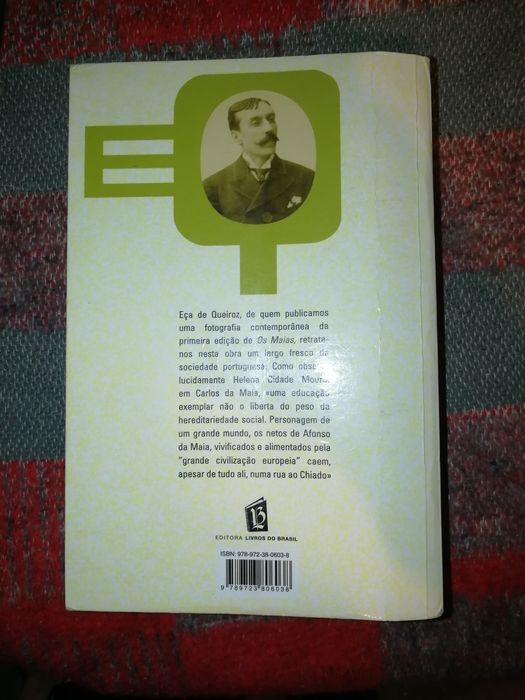 EQ
Eça de Queiroz, de quem publicamos
uma fotografia contemporânea da
primeira edição de Os Maias, retrata-
nos nesta obra um largo fresco da
sociedade portuguesa. Como obser
lucidamante Helena Cidade Moura,
em Carlos da Maia, «uma educação
exemplar não o liberta do peso da
hereditariedade social. Personagem de
um grande mundo, os netos de Afonso
da Maia, vivificados e alimentados pela
"grande civilização europeia" caem,
apesar de tudo ali, numa rua ao Chiado»
EDITORA LIVROS DO BRASIL
ISBN: 978-972-38-0603-8
9 789723 806038